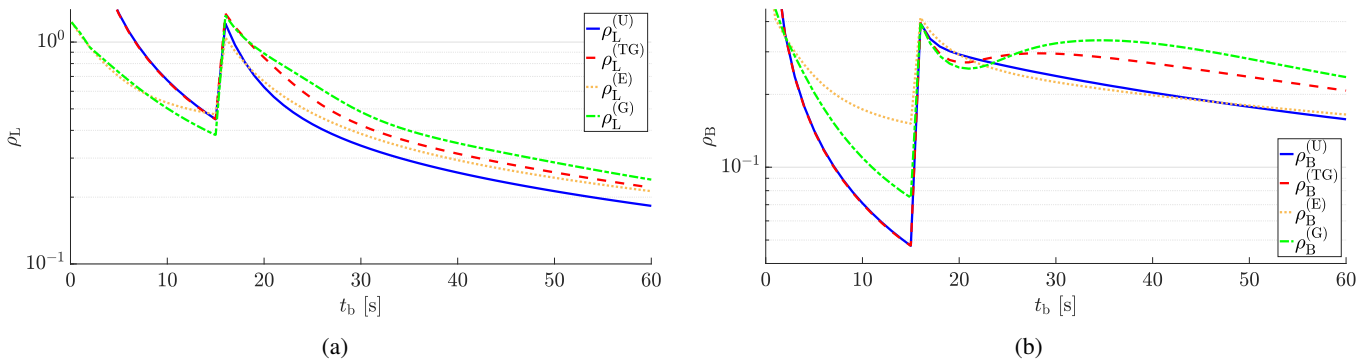 10^0
10^{-1}
ρ_L
0 10 20 30 40 50 60
t_b [s]
ρ_L^(U)
ρ_L^(TG)
ρ_L^(E)
ρ_L^(G)
(a)
10^{-1}
ρ_B
0 10 20 30 40 50 60
t_b [s]
ρ_B^(U)
ρ_B^(TG)
ρ_B^(E)
ρ_B^(G)
(b)